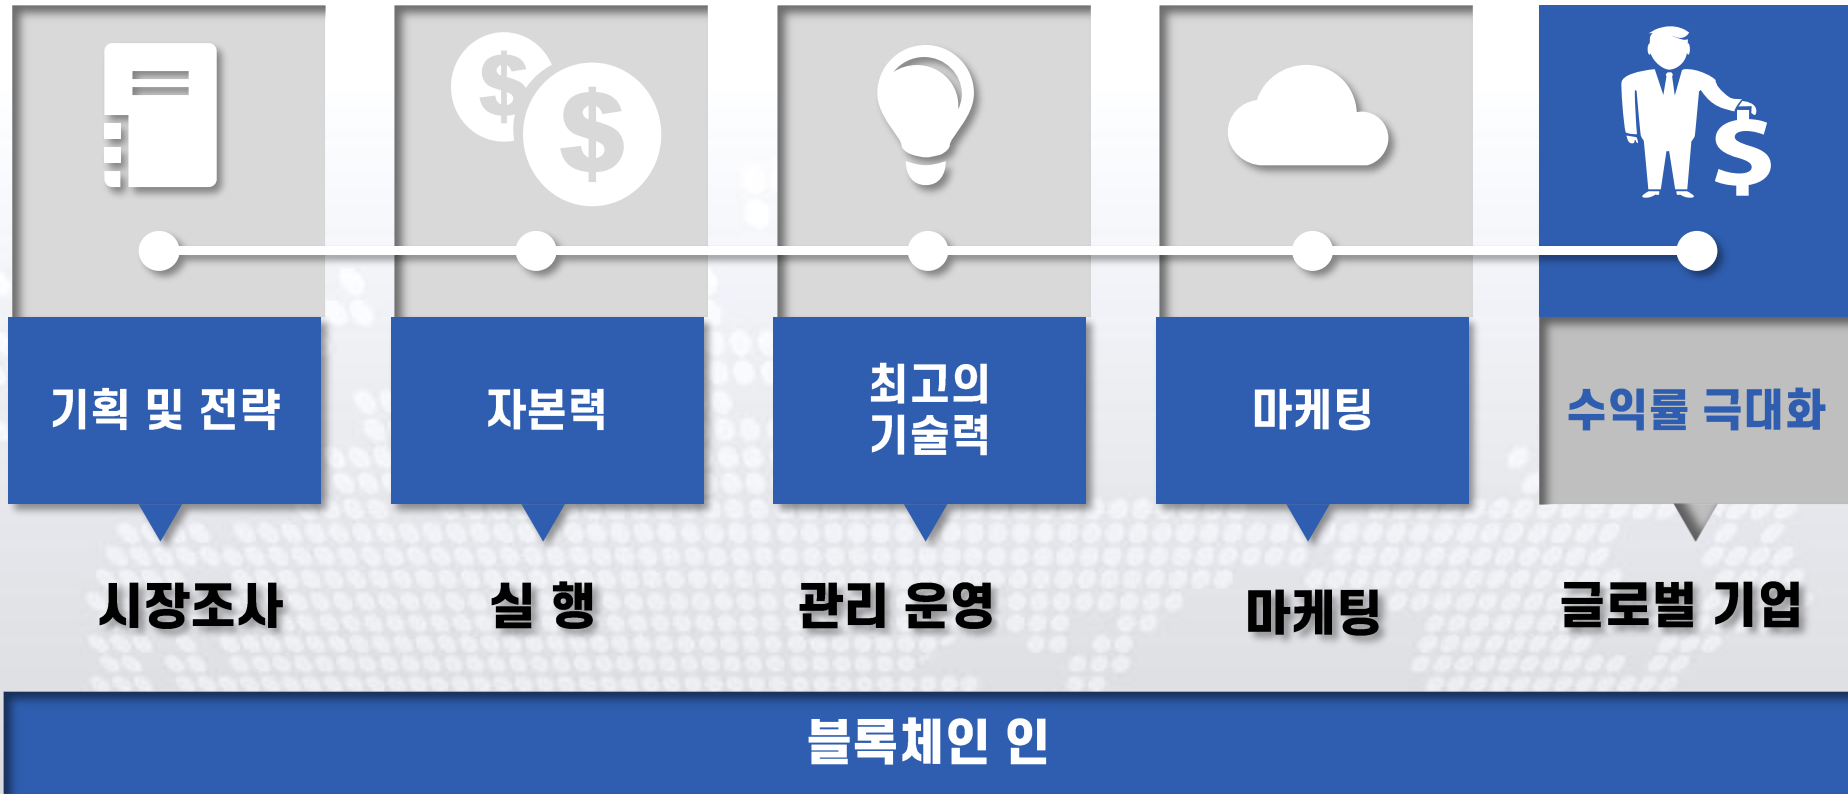 기획 및 전략
자본력
최고의
기술력
마케팅
수익률 극대화
시장조사
실 행
관리 운영
마케팅
글로벌 기업
블록체인 인